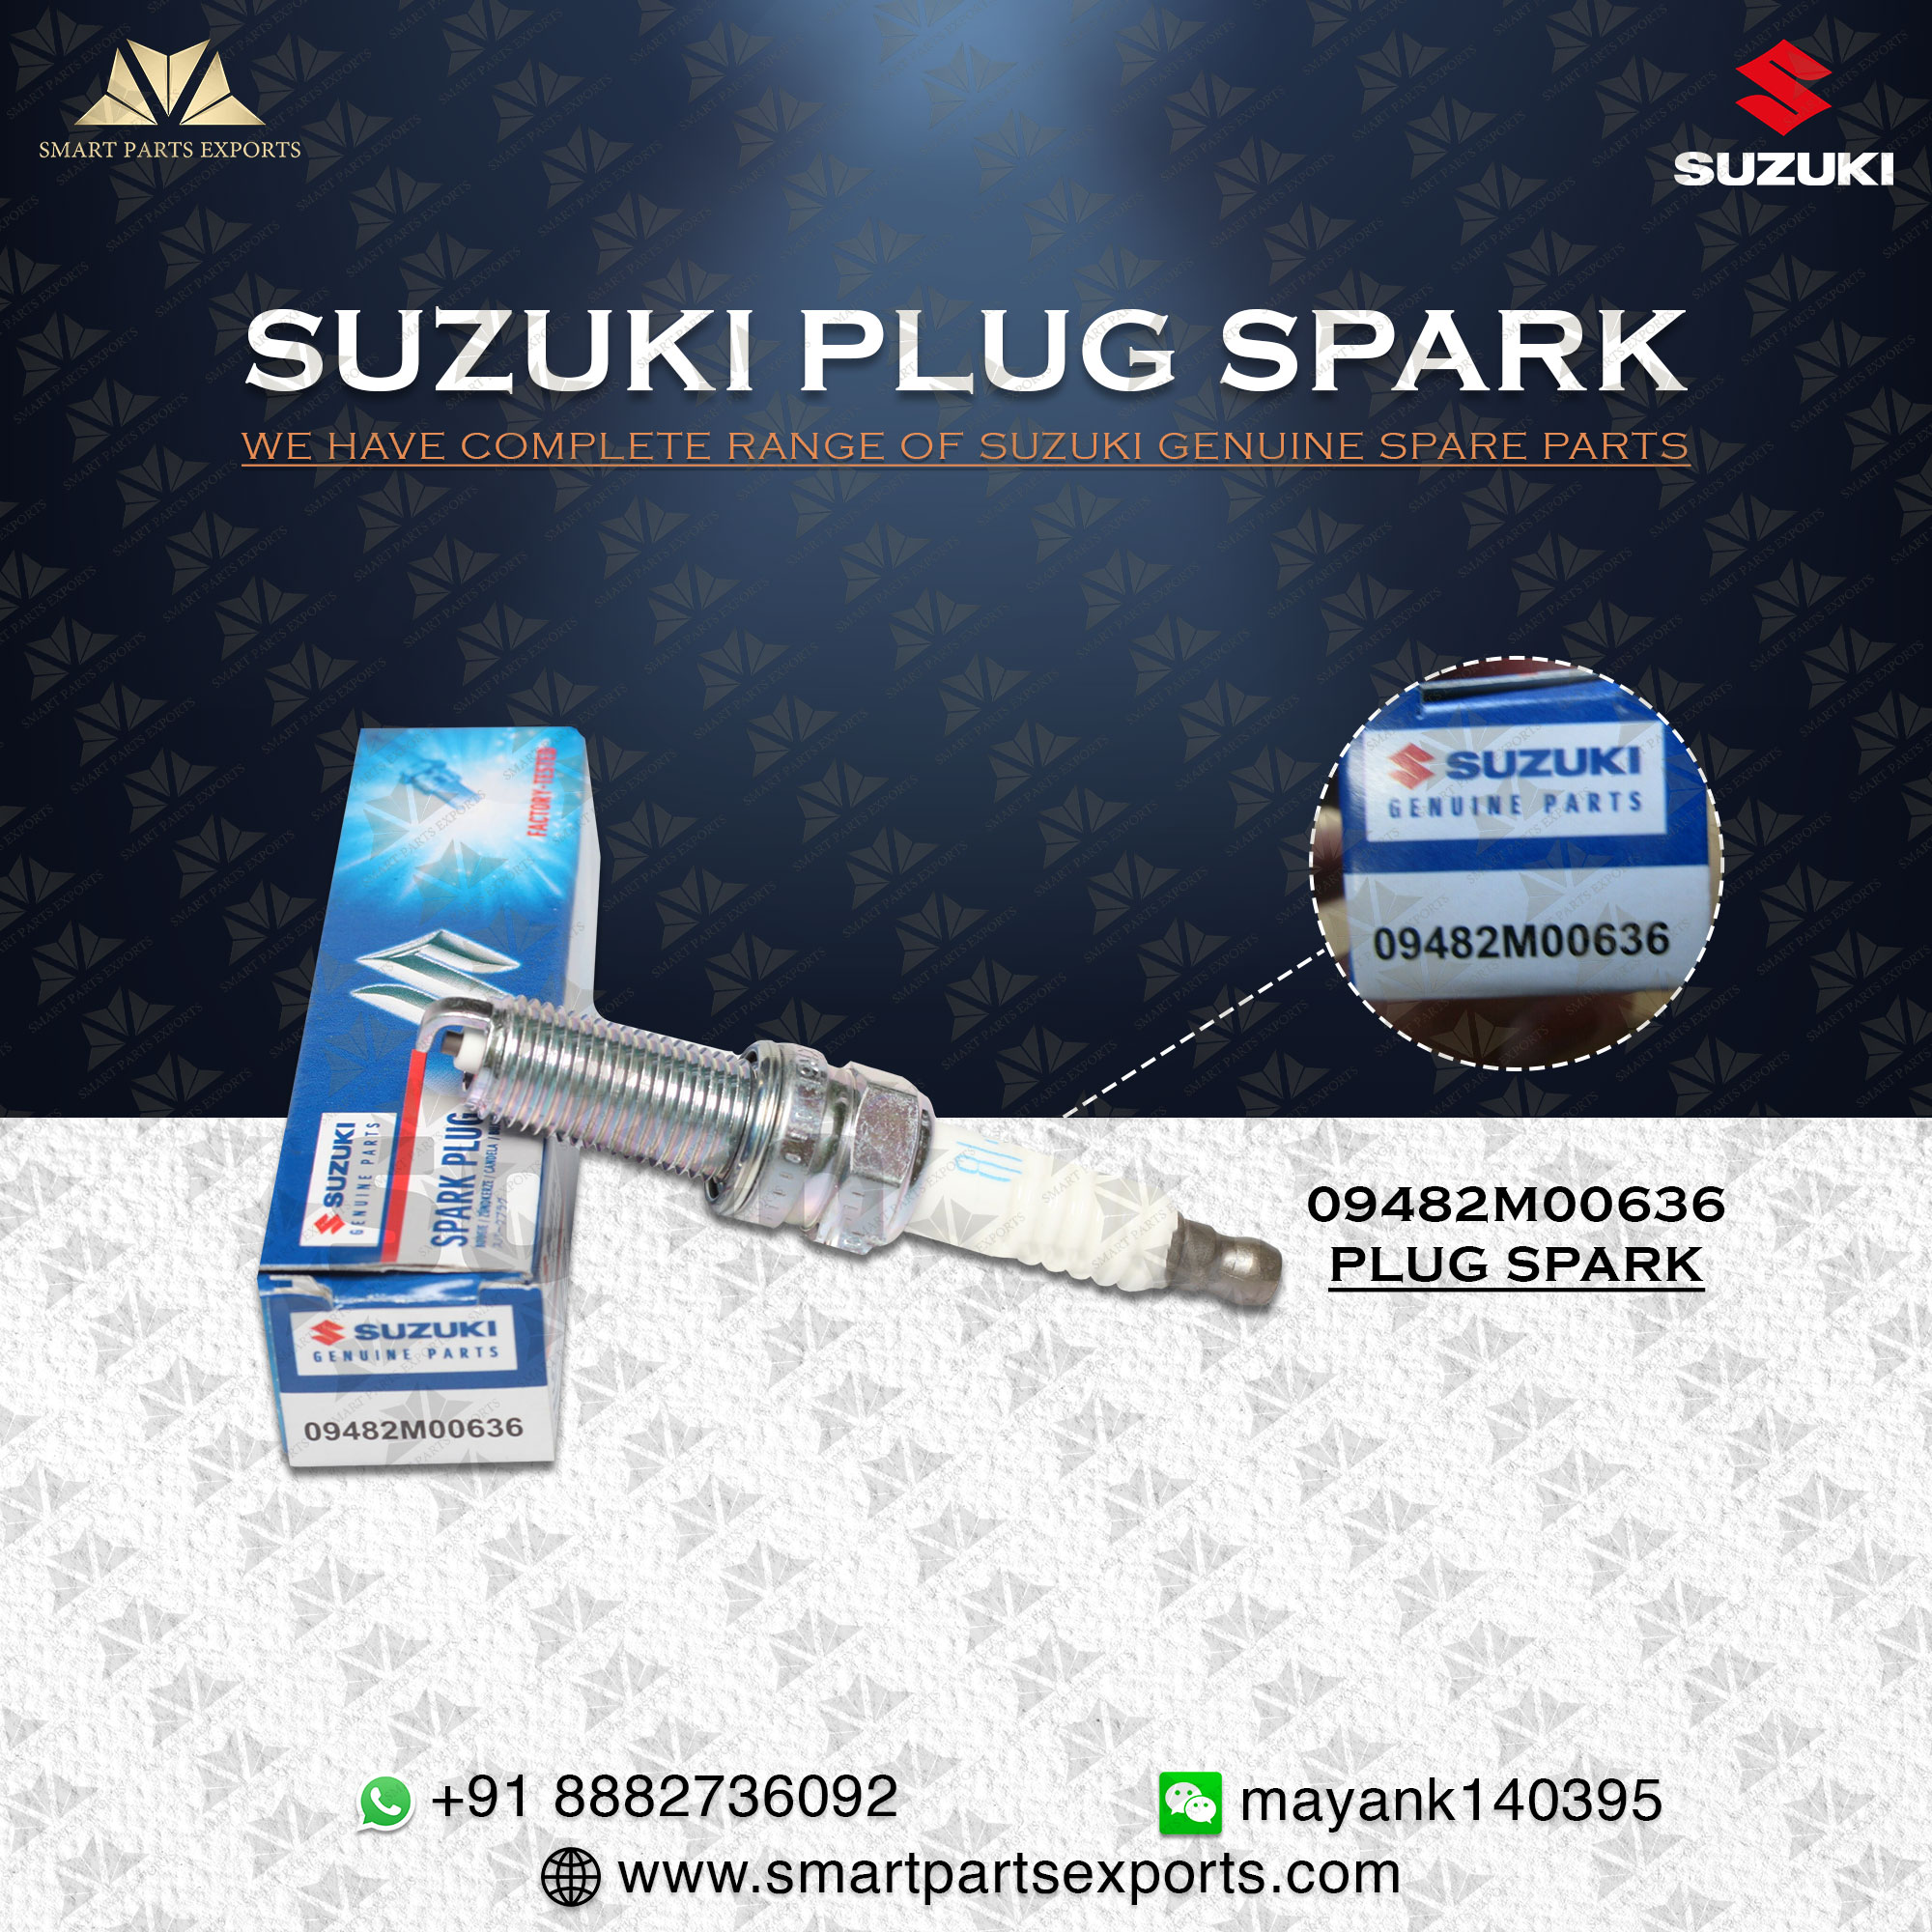 SMART PARTS EXPORTS
SUZUKI
SUZUKI PLUG SPARK
WE HAVE COMPLETE RANGE OF SUZUKI GENUINE SPARE PARTS
FACTORY-TESTED
SUZUKI
GENUINE PARTS
SPARK PLUG
SUZUKI
GENUINE PARTS
09482M00636
SUZUKI
GENUINE PARTS
09482M00636
09482M00636
PLUG SPARK
+91 8882736092
mayank140395
www.smartpartsexports.com